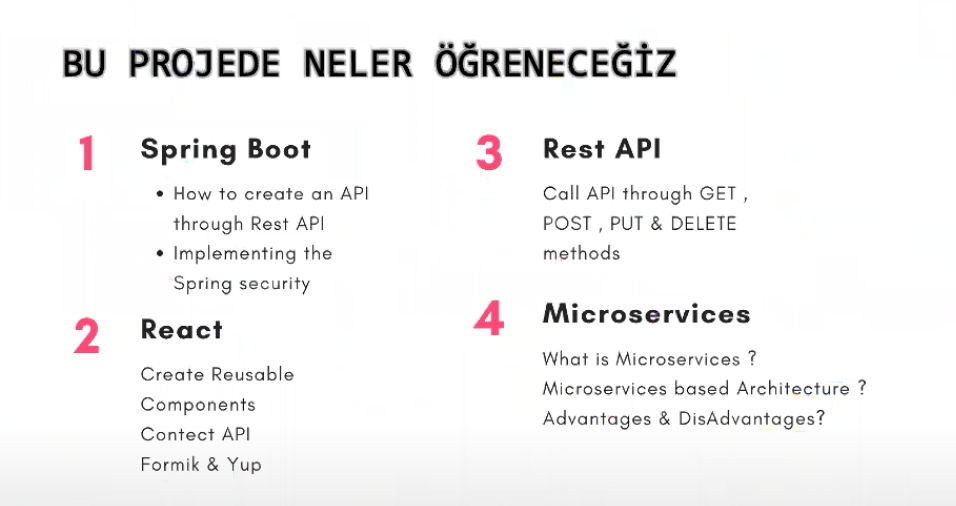 BU PROJEDE NELER ÖĞRENECEĞİZ
1
Spring Boot
• How to create an API
through Rest API
• Implementing the
Spring security
2
React
Create Reusable
Components
Contect API
Formik & Yup
3
Rest API
Call API through GET ,
POST , PUT & DELETE
methods
4
Microservices
What is Microservices ?
Microservices based Architecture ?
Advantages & DisAdvantages?